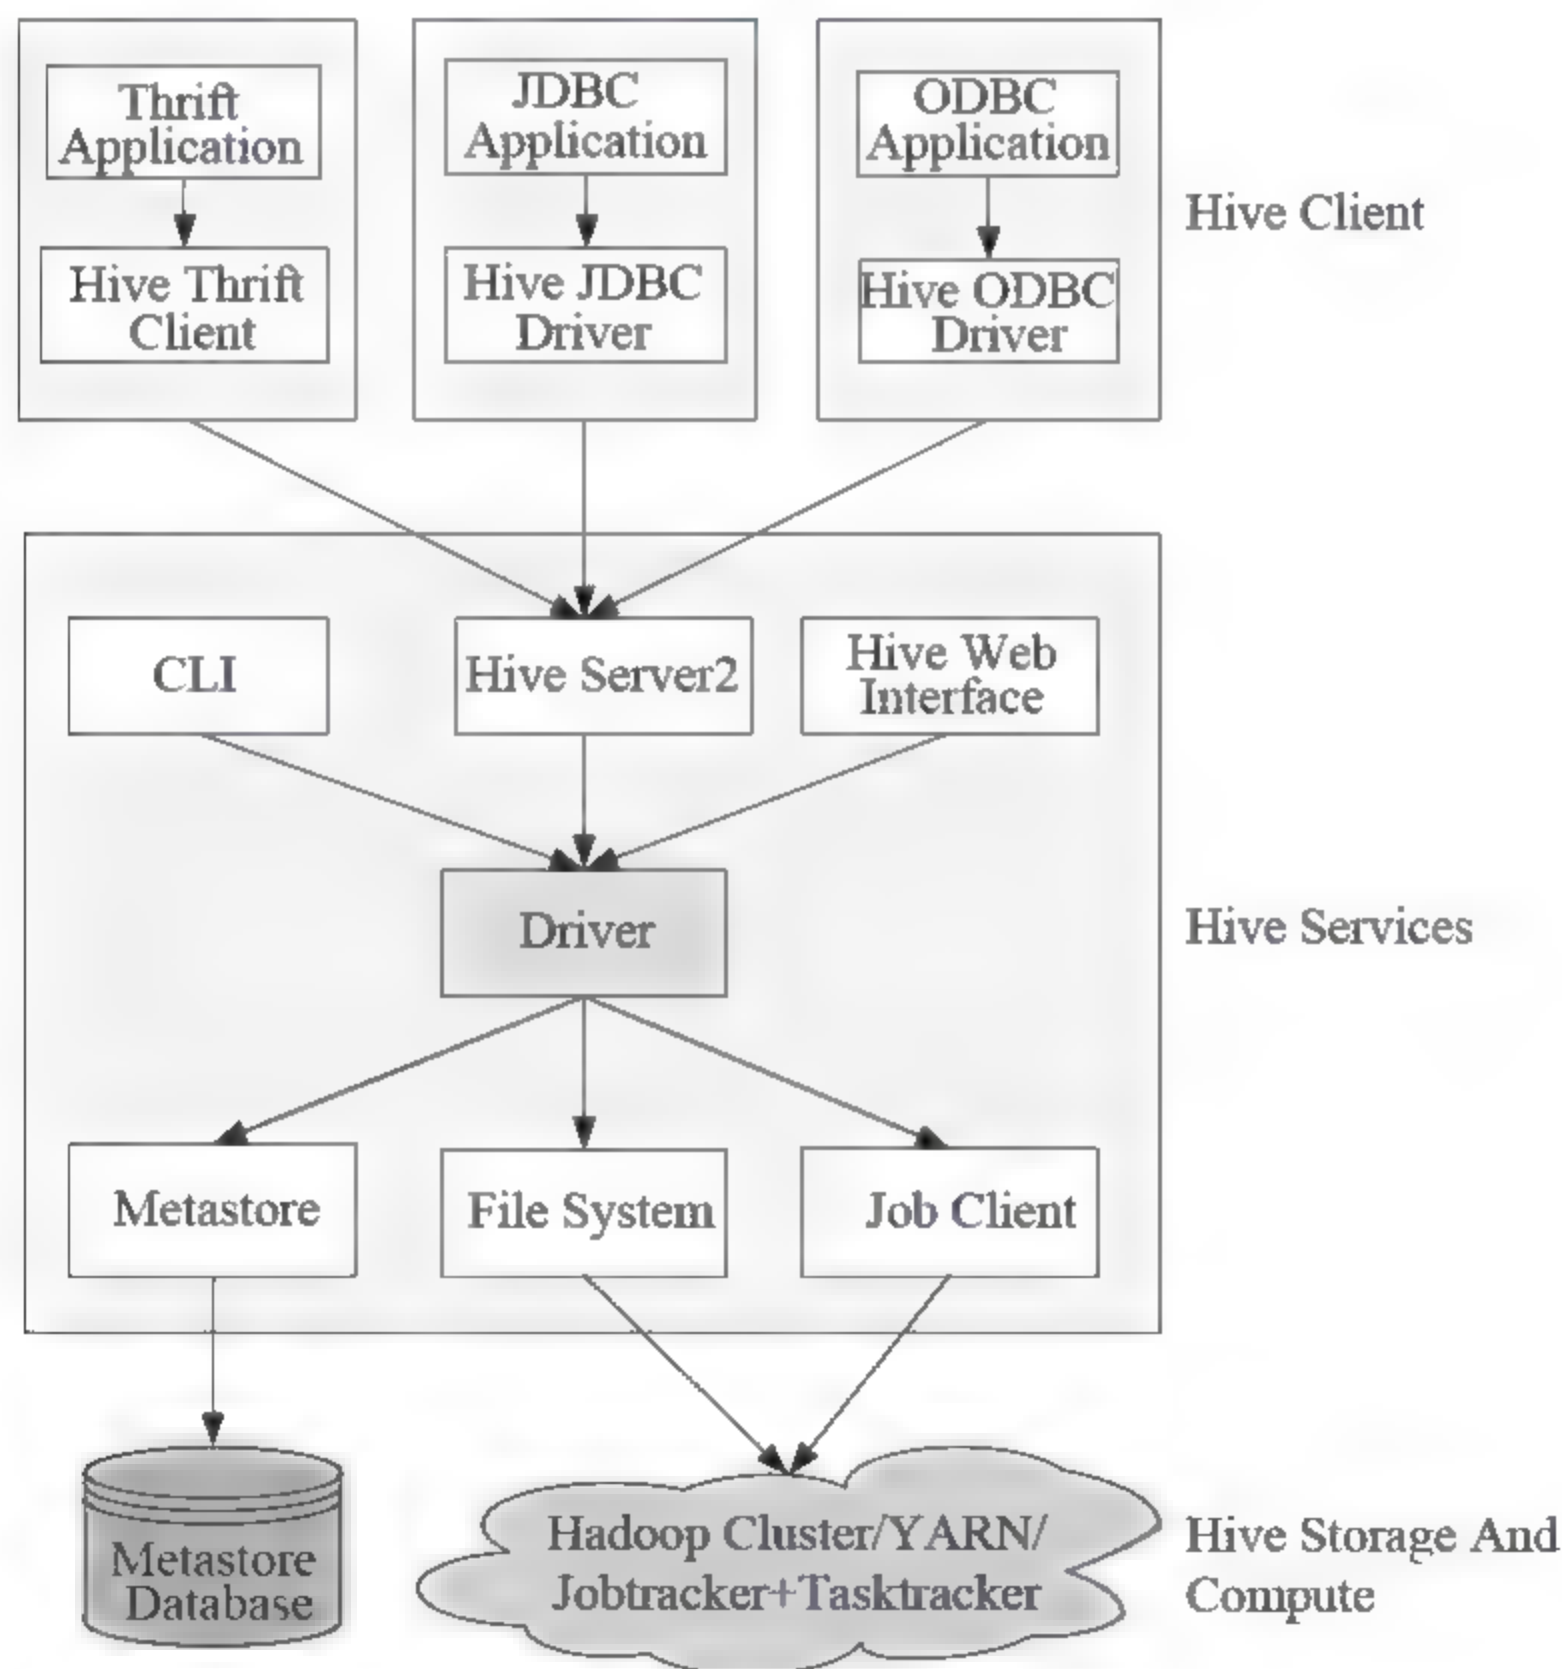 Thrift
Application
JDBC
Application
ODBC
Application
Hive Client
Hive Thrift
Client
Hive JDBC
Driver
Hive ODBC
Driver
CLI
Hive Server2
Hive Web
Interface
Driver
Hive Services
Metastore
File System
Job Client
Metastore
Database
Hadoop Cluster/YARN/
Jobtracker+Tasktracker
Hive Storage And
Compute